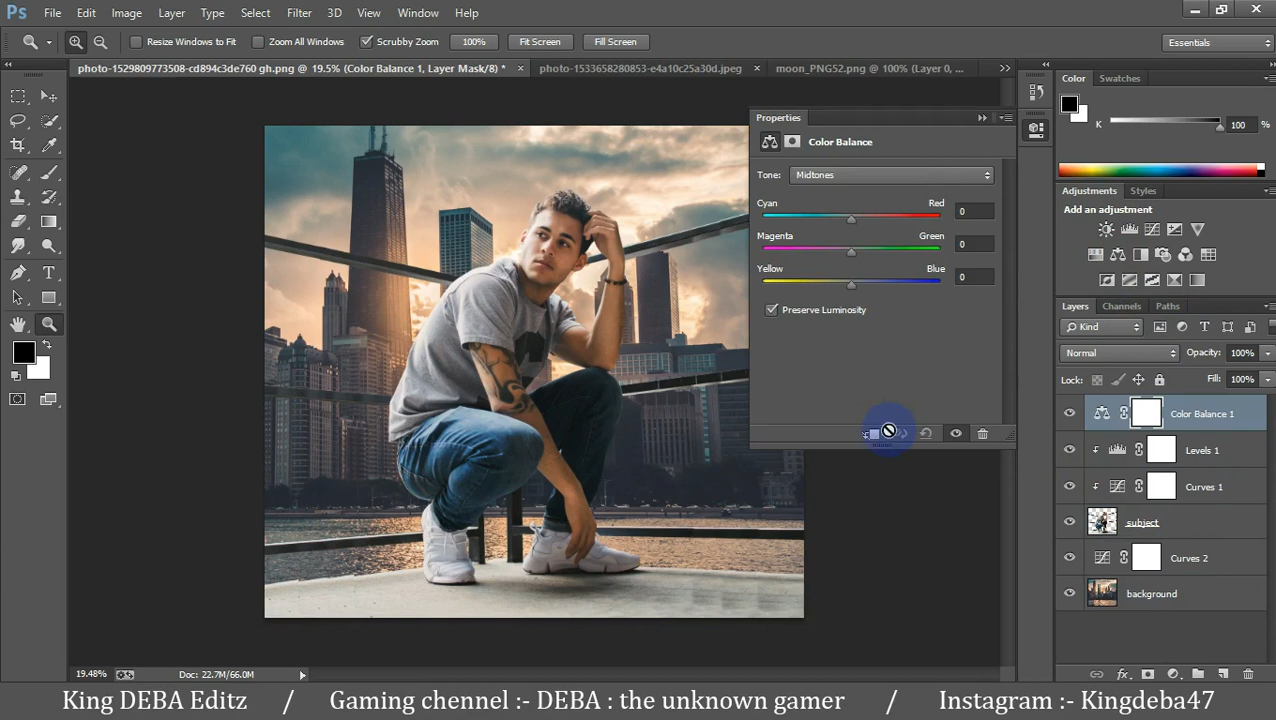 Ps File Edit Image Layer Type Select Filter 3D View Window Help
Resize Windows to Fit Zoom All Windows Scrubby Zoom 100% Fit Screen Fill Screen Essentials
photo-1529809773508-cd894c3de760 gh.png @ 19.5% (Color Balance 1, Layer Mask/8) * × photo-1533658280853-e4a10c25a30d.jpeg × moon_PNG52.png @ 100% (Layer 0, ...
Color Swatches
K 100 %
Properties
Color Balance
Tone: Midtones
Cyan Red 0
Magenta Green 0
Yellow Blue 0
Preserve Luminosity
Adjustments Styles
Add an adjustment
Layers Channels Paths
Kind
Normal Opacity: 100%
Lock: Fill: 100%
Color Balance 1
Levels 1
Curves 1
subject
Curves 2
background
19.48% Doc: 22.7M/66.0M
King DEBA Editz / Gaming chennel :- DEBA : the unknown gamer / Instagram :- Kingdeba47